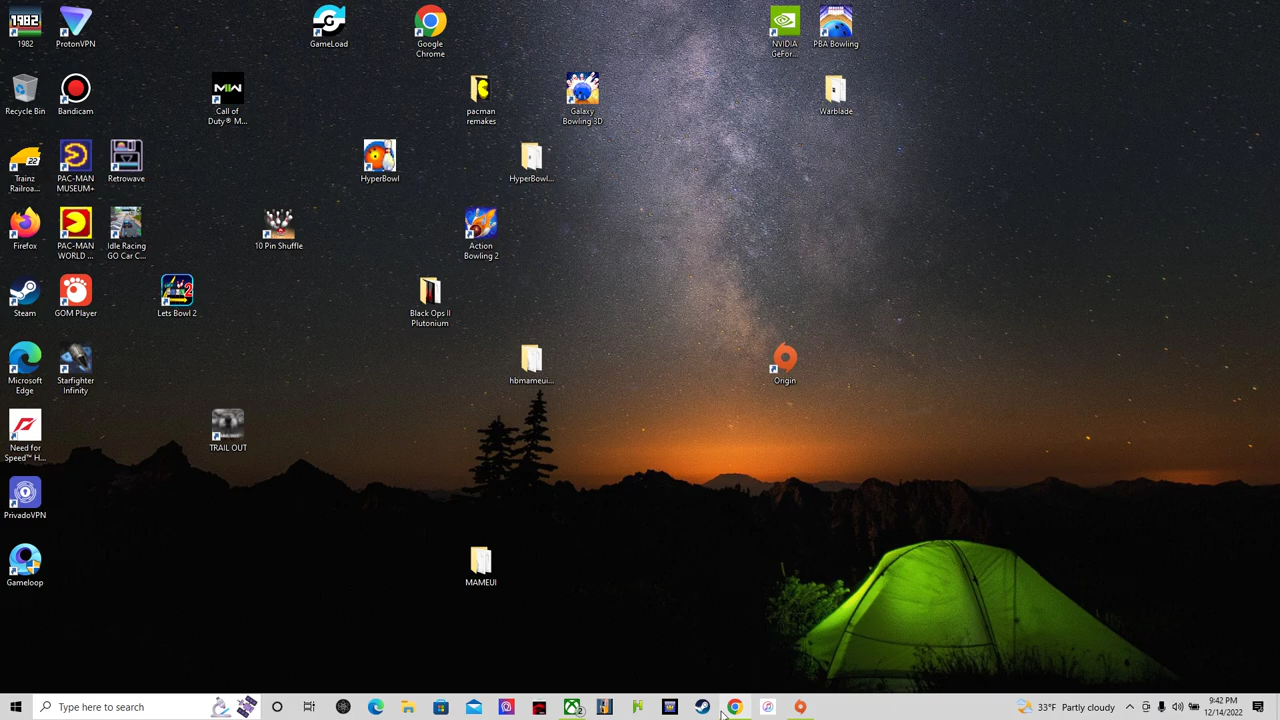 1982
ProtonVPN
GameLoad
Google
Chrome
NVIDIA
GeFor...
PBA Bowling
Recycle Bin
Bandicam
Call of
Duty® M...
pacman
remakes
Galaxy
Bowling 3D
Warblade
Trainz
Railroa...
PAC-MAN
MUSEUM+
Retrowave
HyperBowl
HyperBowl...
Firefox
PAC-MAN
WORLD ...
Idle Racing
GO Car C...
10 Pin Shuffle
Action
Bowling 2
Steam
GOM Player
Lets Bowl 2
Black Ops II
Plutonium
Microsoft
Edge
Starfighter
Infinity
hbmameui...
Origin
Need for
Speed™ H...
TRAIL OUT
PrivadoVPN
Gameloop
MAMEUI
Type here to search
33°F Partly cloudy
9:42 PM
12/14/2022